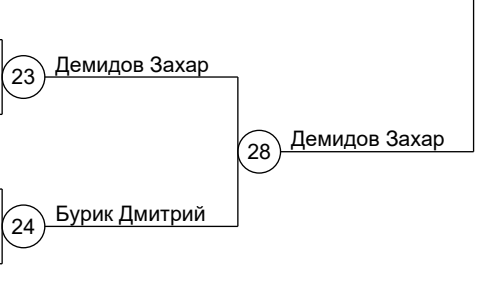 23 Демидов Захар
28 Демидов Захар
24 Бурик Дмитрий